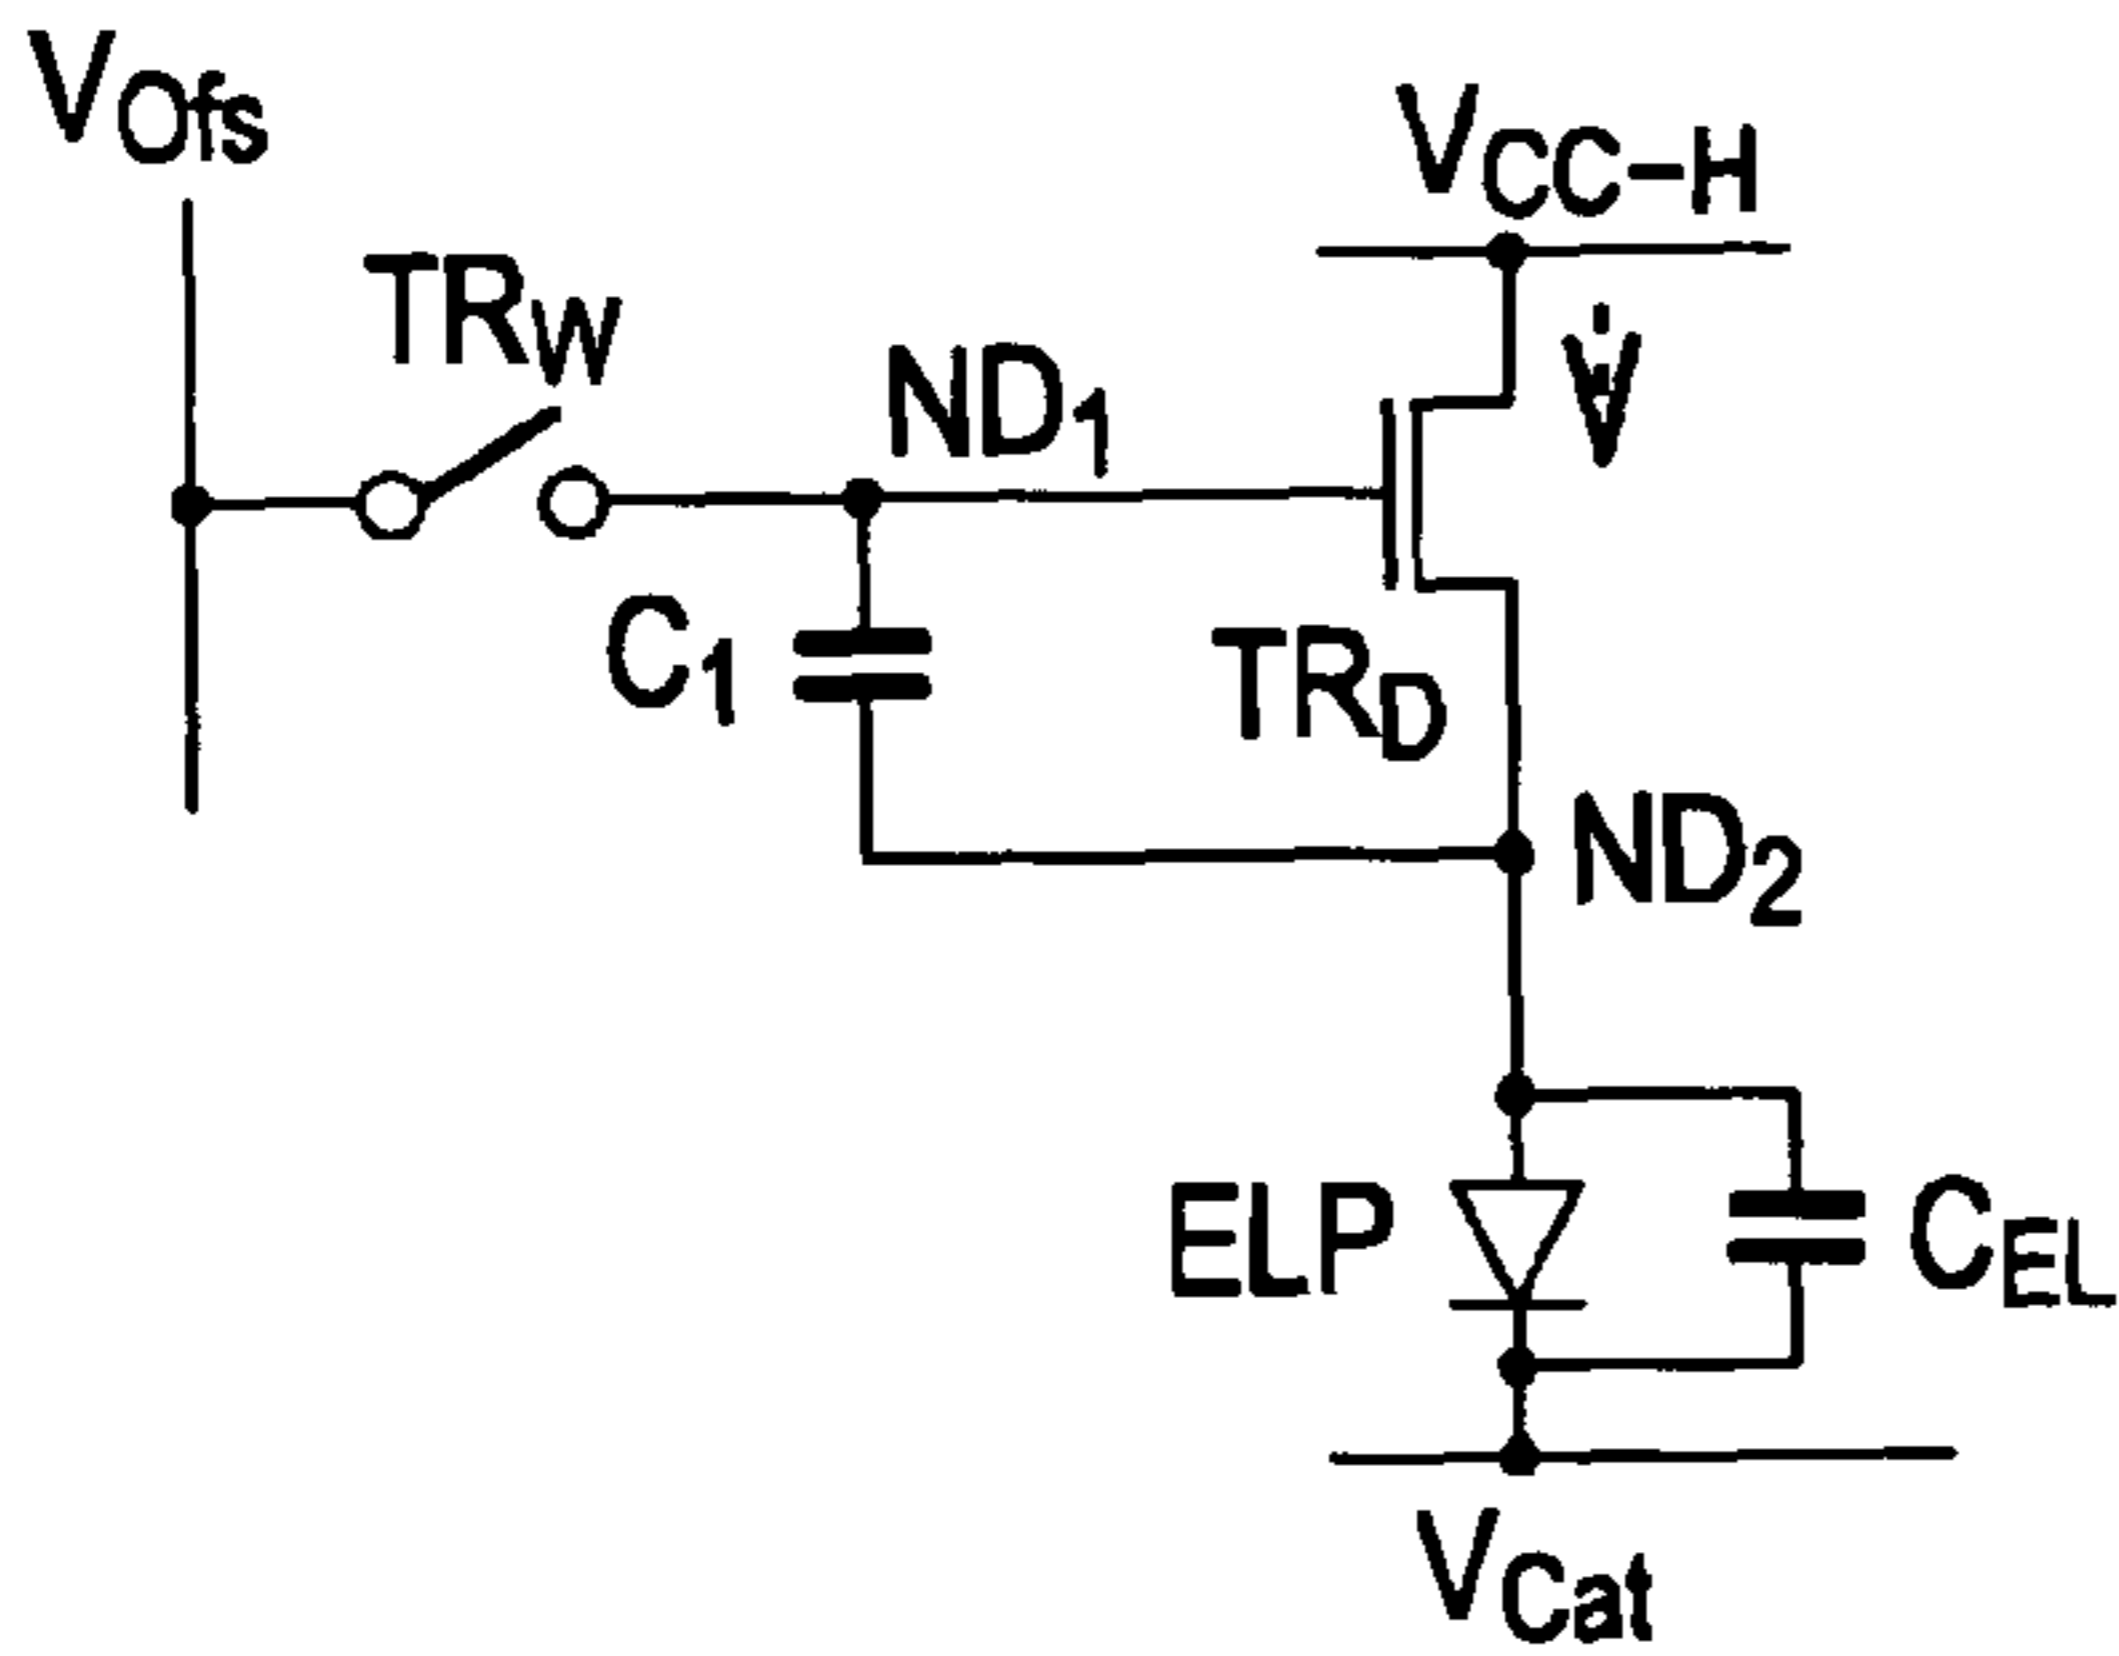 VOfs
VCC-H
TRW
ND1
C1
TRD
ND2
ELP
CEL
VCat